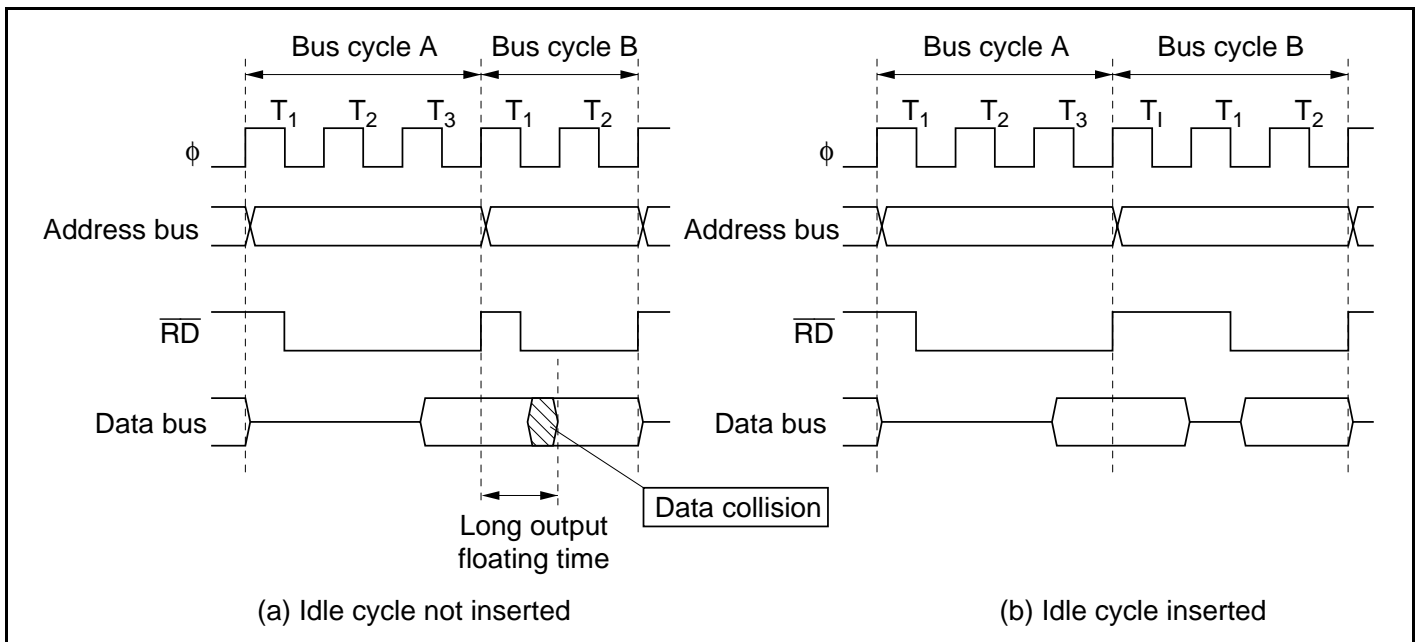 Bus cycle A Bus cycle B
T1 T2 T3 T1 T2
ϕ
Address bus
RD
Data bus
Data collision
Long output
floating time
(a) Idle cycle not inserted
Bus cycle A Bus cycle B
T1 T2 T3 TI T1 T2
ϕ
Address bus
RD
Data bus
(b) Idle cycle inserted